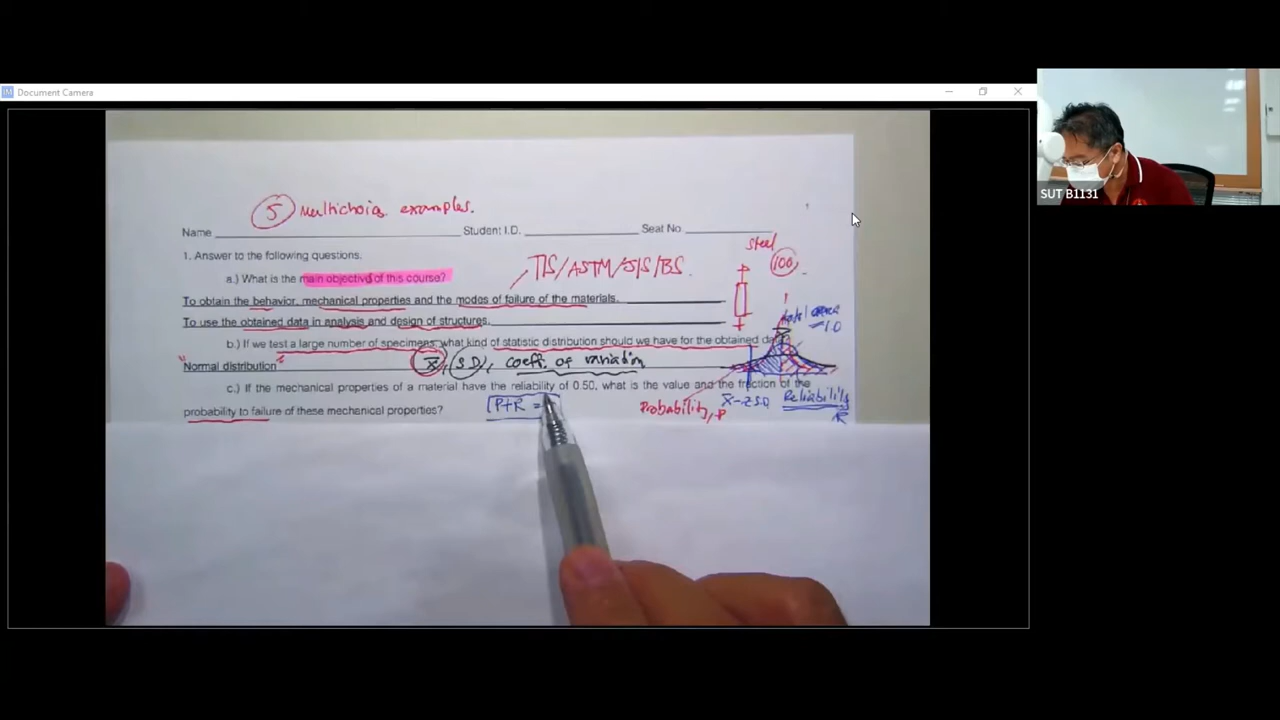 Document Camera
SUT B1131
5 Multichoice examples.
Name Student I.D. Seat No.
steel
1. Answer to the following questions.
TIS/ASTM/JIS/BS
100
a.) What is the main objectives of this course?
To obtain the behavior, mechanical properties and the modes of failure of the materials.
To use the obtained data in analysis and design of structures.
= 1.0
b.) If we test a large number of specimens, what kind of statistic distribution should we have for the obtained data?
"Normal distribution" x̄, S.D., coeff. of variation
c.) If the mechanical properties of a material have the reliability of 0.50, what is the value and the fraction of the
probability to failure of these mechanical properties?
P+R =
Probability, P
x̄-zS.D
Reliability
R